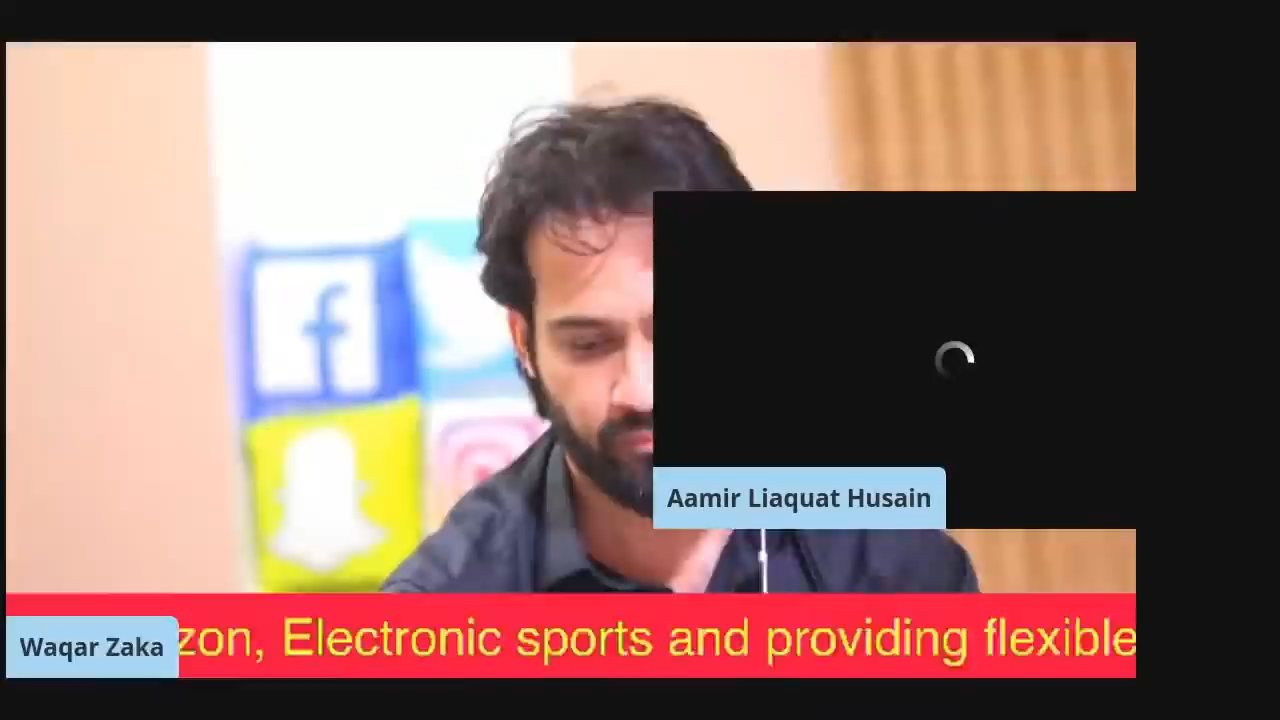 f
Aamir Liaquat Husain
Waqar Zaka
zon, Electronic sports and providing flexible